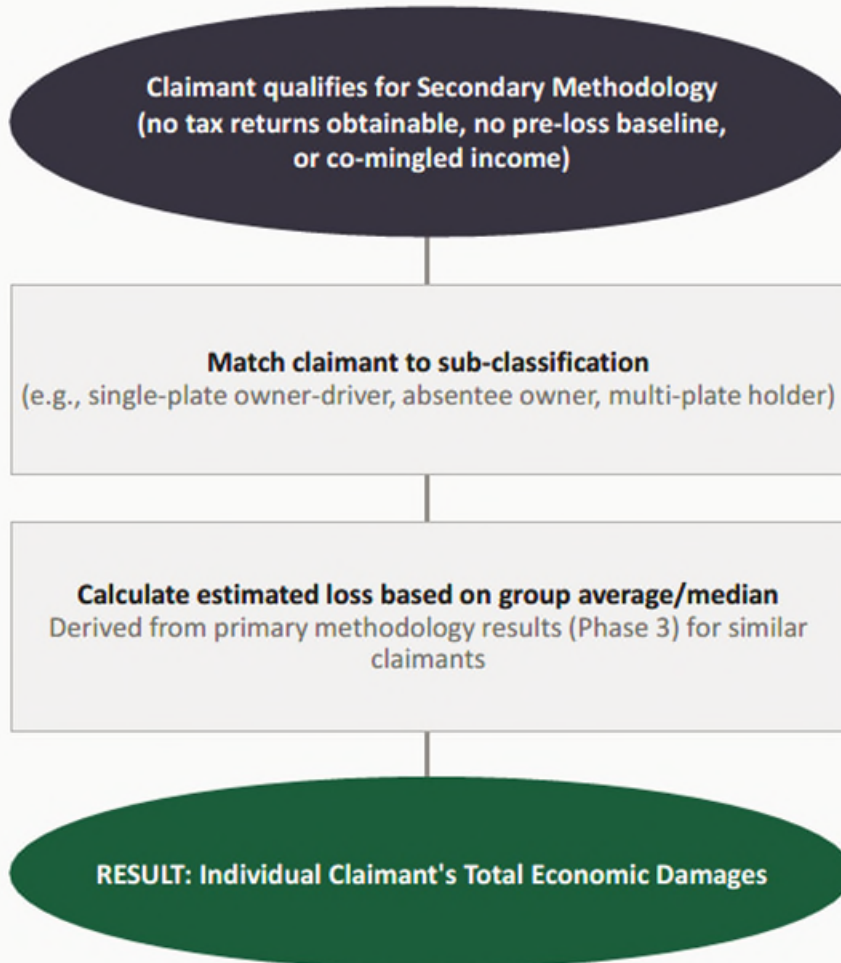 Claimant qualifies for Secondary Methodology
(no tax returns obtainable, no pre-loss baseline,
or co-mingled income)
Match claimant to sub-classification
(e.g., single-plate owner-driver, absentee owner, multi-plate holder)
Calculate estimated loss based on group average/median
Derived from primary methodology results (Phase 3) for similar
claimants
RESULT: Individual Claimant's Total Economic Damages